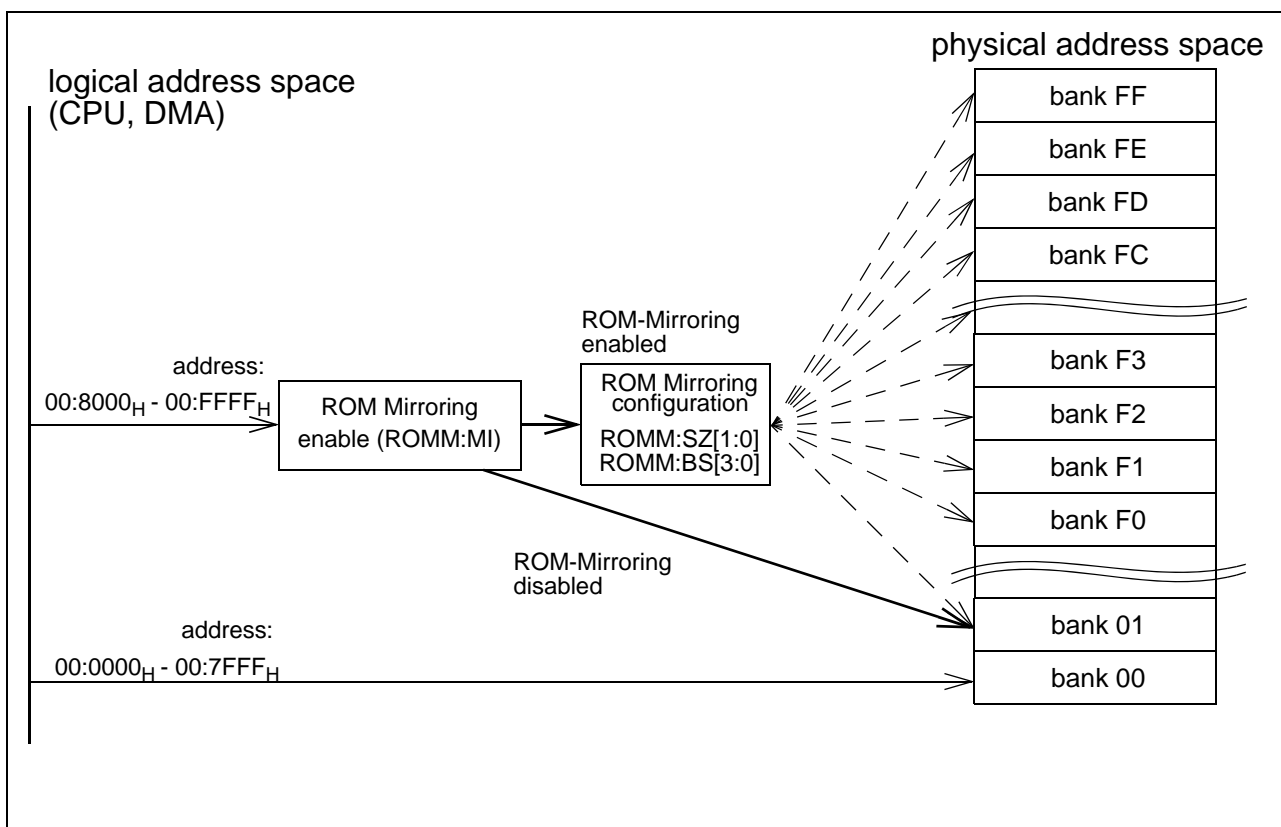 physical address space
logical address space
(CPU, DMA)
bank FF
bank FE
bank FD
bank FC
ROM-Mirroring
enabled
address:
00:8000H - 00:FFFFH
ROM Mirroring
enable (ROMM:MI)
ROM Mirroring
configuration
ROMM:SZ[1:0]
ROMM:BS[3:0]
bank F3
bank F2
bank F1
bank F0
ROM-Mirroring
disabled
address:
00:0000H - 00:7FFFH
bank 01
bank 00